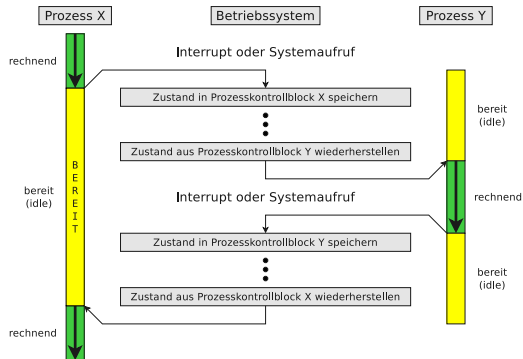 Prozess X
Betriebssystem
Prozess Y
rechnend
Interrupt oder Systemaufruf
Zustand in Prozesskontrollblock X speichern
bereit
(idle)
Zustand aus Prozesskontrollblock Y wiederherstellen
BEREIT
bereit
(idle)
Interrupt oder Systemaufruf
rechnend
Zustand in Prozesskontrollblock Y speichern
bereit
(idle)
Zustand aus Prozesskontrollblock X wiederherstellen
rechnend